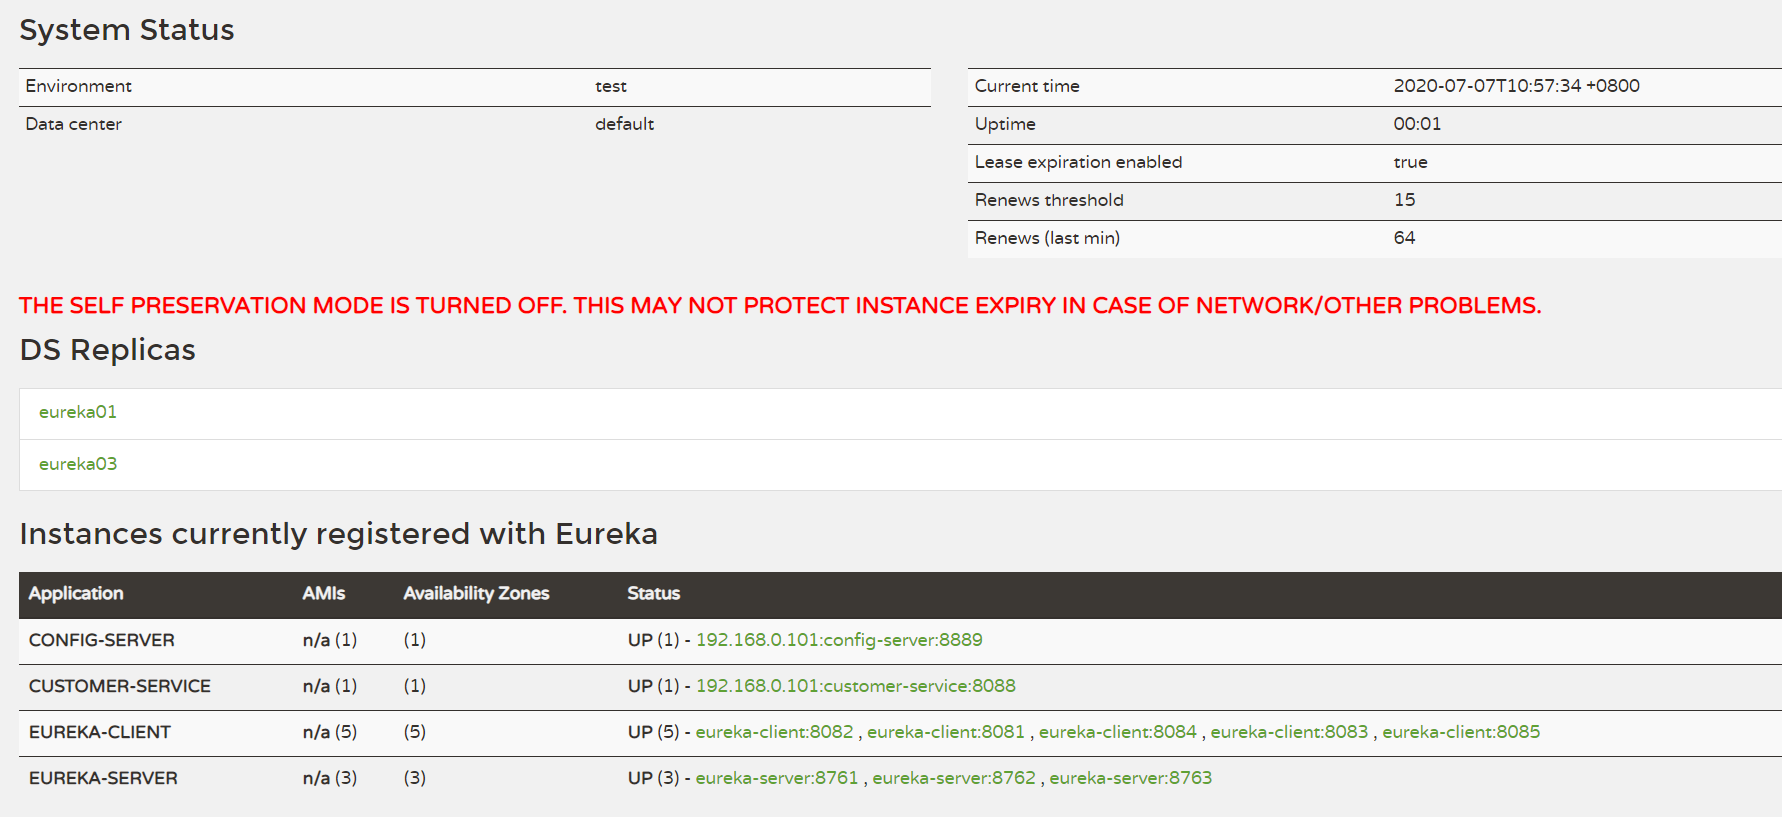 System Status
Environment test
Data center default
Current time 2020-07-07T10:57:34 +0800
Uptime 00:01
Lease expiration enabled true
Renews threshold 15
Renews (last min) 64
THE SELF PRESERVATION MODE IS TURNED OFF. THIS MAY NOT PROTECT INSTANCE EXPIRY IN CASE OF NETWORK/OTHER PROBLEMS.
DS Replicas
eureka01
eureka03
Instances currently registered with Eureka
Application AMIs Availability Zones Status
CONFIG-SERVER n/a (1) (1) UP (1) - 192.168.0.101:config-server:8889
CUSTOMER-SERVICE n/a (1) (1) UP (1) - 192.168.0.101:customer-service:8088
EUREKA-CLIENT n/a (5) (5) UP (5) - eureka-client:8082 , eureka-client:8081 , eureka-client:8084 , eureka-client:8083 , eureka-client:8085
EUREKA-SERVER n/a (3) (3) UP (3) - eureka-server:8761 , eureka-server:8762 , eureka-server:8763